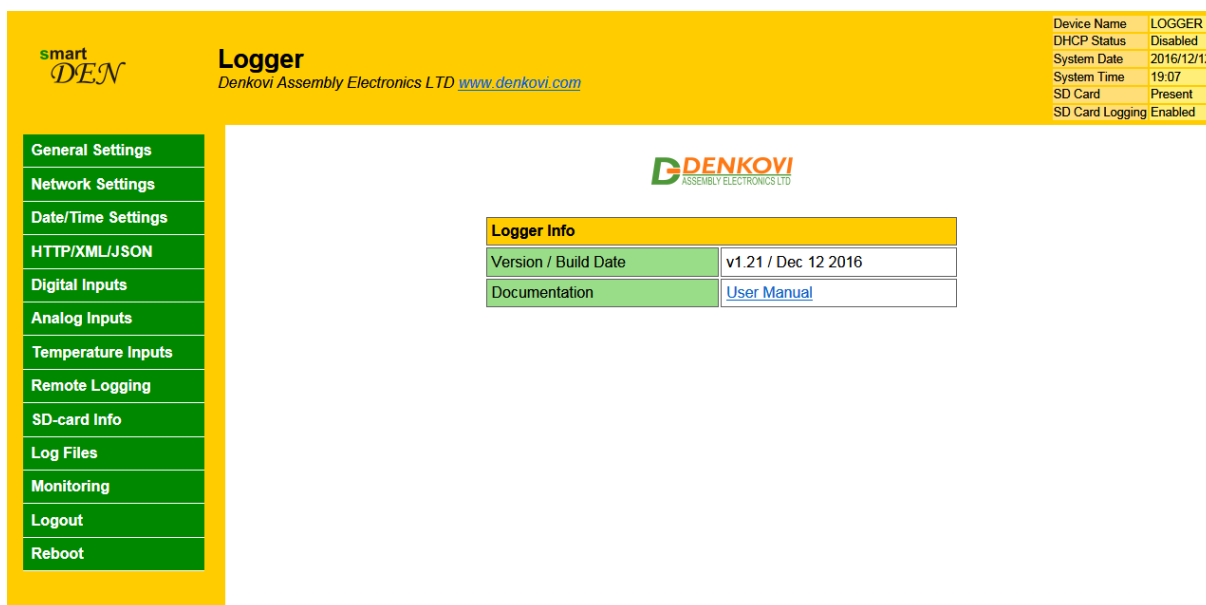 smart
DEN
Logger
Denkovi Assembly Electronics LTD www.denkovi.com
Device Name LOGGER
DHCP Status Disabled
System Date
System Time 19:07
SD Card Present
SD Card Logging Enabled
General Settings
Network Settings
Date/Time Settings
HTTP/XML/JSON
Digital Inputs
Analog Inputs
Temperature Inputs
Remote Logging
SD-card Info
Log Files
Monitoring
Logout
Reboot
DENKOVI
ASSEMBLY ELECTRONICS LTD
Logger Info
Version / Build Date v1.21 / Dec 12 2016
Documentation User Manual